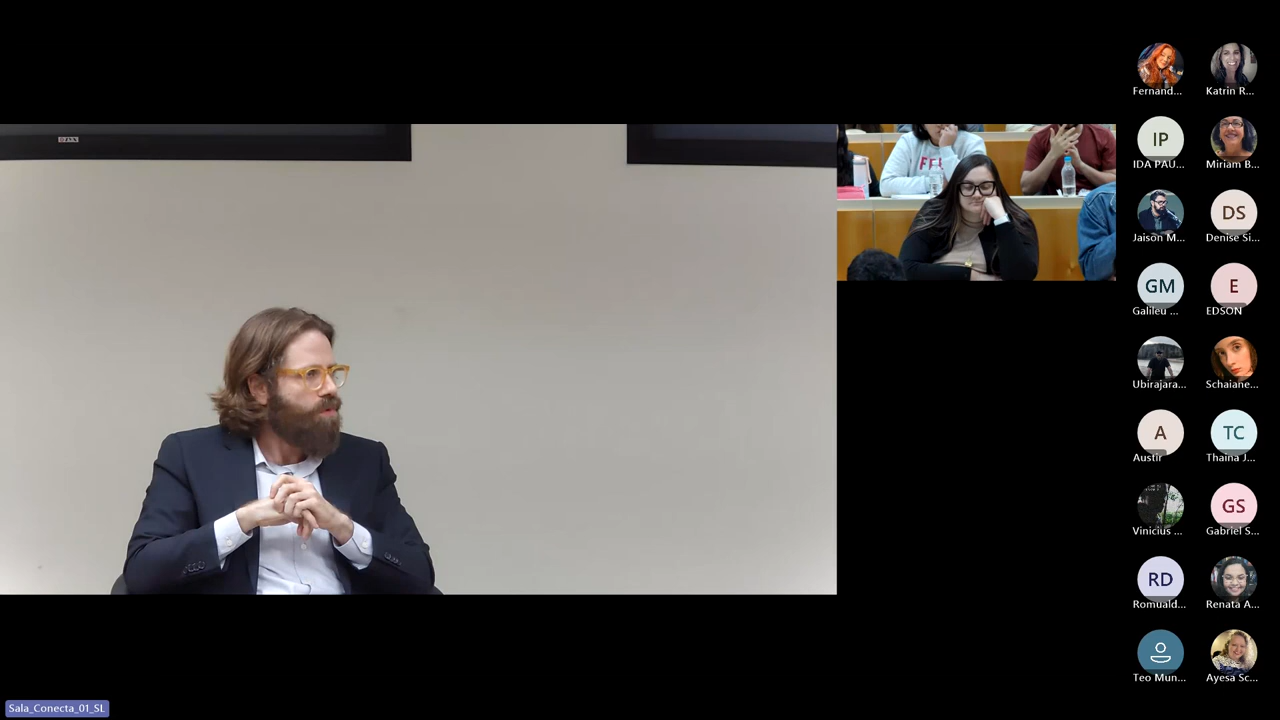 Fernand...
Katrin R...
IP
IDA PAU...
Miriam B...
Jaison M...
DS
Denise Si...
GM
Galileu ...
E
EDSON
Ubirajara...
Schaiane...
A
Austir
TC
Thaina J...
Vinicius ...
GS
Gabriel S...
RD
Romuald...
Renata A...
Teo Mun...
Ayesa Sc...
Sala_Conecta_01_SL